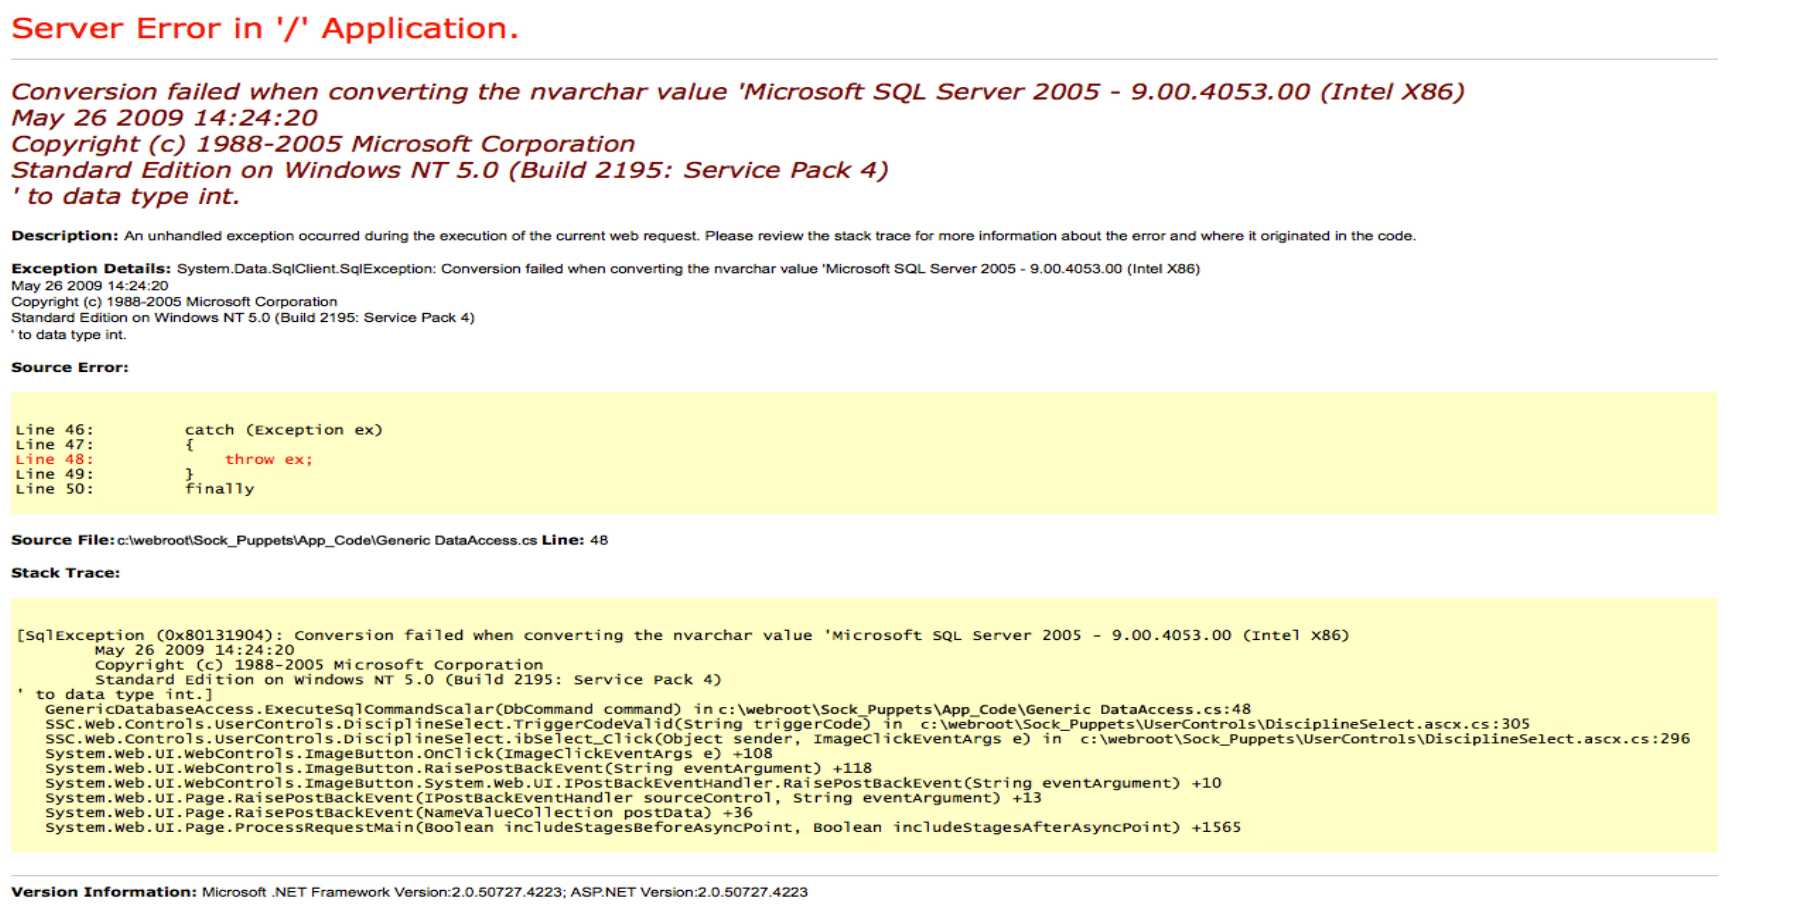 Server Error in '/' Application.
Conversion failed when converting the nvarchar value 'Microsoft SQL Server 2005 - 9.00.4053.00 (Intel X86)
May 26 2009 14:24:20
Copyright (c) 1988-2005 Microsoft Corporation
Standard Edition on Windows NT 5.0 (Build 2195: Service Pack 4)
' to data type int.
Description: An unhandled exception occurred during the execution of the current web request. Please review the stack trace for more information about the error and where it originated in the code.
Exception Details: System.Data.SqlClient.SqlException: Conversion failed when converting the nvarchar value 'Microsoft SQL Server 2005 - 9.00.4053.00 (Intel X86)
May 26 2009 14:24:20
Copyright (c) 1988-2005 Microsoft Corporation
Standard Edition on Windows NT 5.0 (Build 2195: Service Pack 4)
' to data type int.
Source Error:
Line 46:         catch (Exception ex)
Line 47:         {
Line 48:             throw ex;
Line 49:         }
Line 50:         finally
Source File: c:\webroot\Sock_Puppets\App_Code\Generic DataAccess.cs Line: 48
Stack Trace:
[SqlException (0x80131904): Conversion failed when converting the nvarchar value 'Microsoft SQL Server 2005 - 9.00.4053.00 (Intel X86)
May 26 2009 14:24:20
Copyright (c) 1988-2005 Microsoft Corporation
Standard Edition on Windows NT 5.0 (Build 2195: Service Pack 4)
' to data type int.]
GenericDatabaseAccess.ExecuteSqlCommandScalar(DbCommand command) in c:\webroot\Sock_Puppets\App_Code\Generic DataAccess.cs:48
SSC.Web.Controls.UserControls.DisciplineSelect.TriggerCodeValid(String triggerCode) in c:\webroot\Sock_Puppets\UserControls\DisciplineSelect.ascx.cs:305
SSC.Web.Controls.UserControls.DisciplineSelect.ibSelect_Click(Object sender, ImageClickEventArgs e) in c:\webroot\Sock_Puppets\UserControls\DisciplineSelect.ascx.cs:296
System.Web.UI.WebControls.ImageButton.OnClick(ImageClickEventArgs e) +108
System.Web.UI.WebControls.ImageButton.RaisePostBackEvent(String eventArgument) +118
System.Web.UI.WebControls.ImageButton.System.Web.UI.IPostBackEventHandler.RaisePostBackEvent(String eventArgument) +10
System.Web.UI.Page.RaisePostBackEvent(IPostBackEventHandler sourceControl, String eventArgument) +13
System.Web.UI.Page.RaisePostBackEvent(NameValueCollection postData) +36
System.Web.UI.Page.ProcessRequestMain(Boolean includeStagesBeforeAsyncPoint, Boolean includeStagesAfterAsyncPoint) +1565
Version Information: Microsoft .NET Framework Version:2.0.50727.4223; ASP.NET Version:2.0.50727.4223